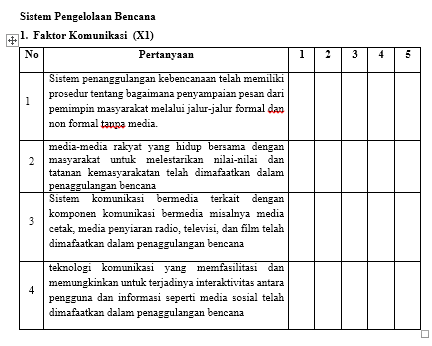 Sistem Pengelolaan Bencana
1. Faktor Komunikasi (X1)
No Pertanyaan 1 2 3 4 5
Sistem penanggulangan kebencanaan telah memiliki
prosedur tentang bagaimana penyampaian pesan dari
1 pemimpin masyarakat melalui jalur-jalur formal dan
non formal tanpa media.
media-media rakyat yang hidup bersama dengan
2 masyarakat untuk melestarikan nilai-nilai dan
tatanan kemasyarakatan telah dimafaatkan dalam
penaggulangan bencana
Sistem komunikasi bermedia terkait dengan
komponen komunikasi bermedia misalnya media
3 cetak, media penyiaran radio, televisi, dan film telah
dimafaatkan dalam penaggulangan bencana
teknologi komunikasi yang memfasilitasi dan
memungkinkan untuk terjadinya interaktivitas antara
4 pengguna dan informasi seperti media sosial telah
dimafaatkan dalam penaggulangan bencana